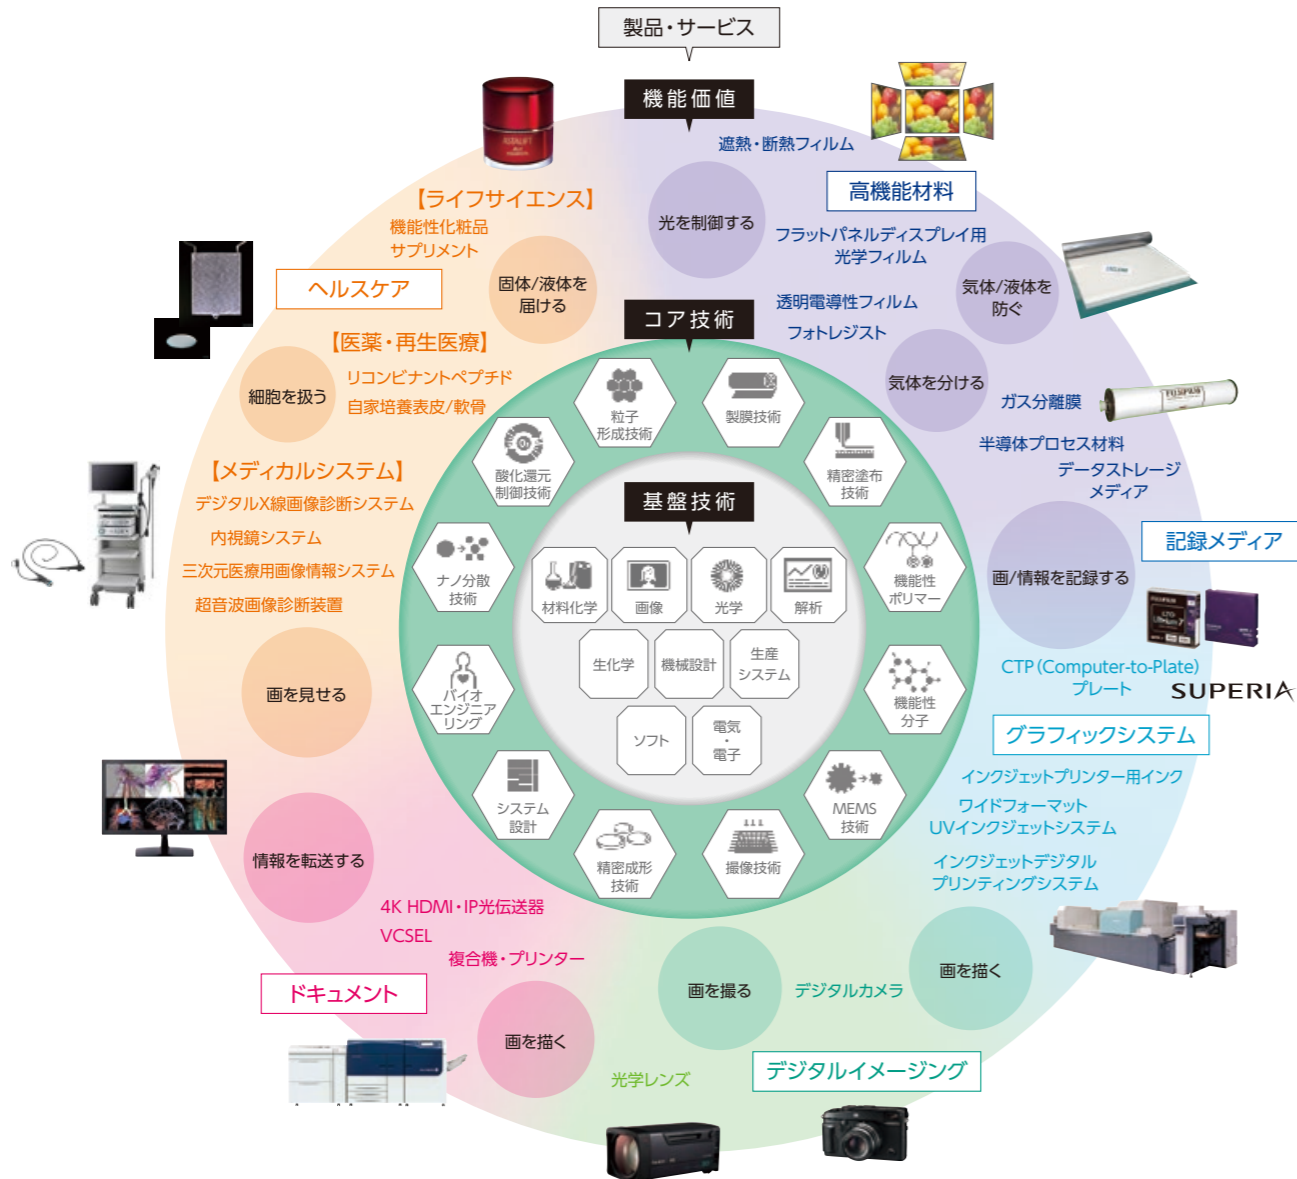 製品・サービス
機能価値
遮熱・断熱フィルム
高機能材料
光を制御する
フラットパネルディスプレイ用
光学フィルム
気体/液体を
防ぐ
透明電導性フィルム
フォトレジスト
気体を分ける
ガス分離膜
半導体プロセス材料
データストレージ
メディア
記録メディア
画/情報を記録する
CTP(Computer-to-Plate)
プレート
SUPERIA
グラフィックシステム
インクジェットプリンター用インク
ワイドフォーマット
UVインクジェットシステム
インクジェットデジタル
プリンティングシステム
画を描く
デジタルカメラ
画を撮る
デジタルイメージング
光学レンズ
【ライフサイエンス】
機能性化粧品
サプリメント
固体/液体を
届ける
ヘルスケア
【医薬・再生医療】
リコンビナントペプチド
自家培養表皮/軟骨
細胞を扱う
【メディカルシステム】
デジタルX線画像診断システム
内視鏡システム
三次元医療用画像情報システム
超音波画像診断装置
画を見せる
情報を転送する
4K HDMI・IP光伝送器
VCSEL
複合機・プリンター
ドキュメント
画を描く
コア技術
粒子
形成技術
製膜技術
精密塗布
技術
機能性
ポリマー
機能性
分子
MEMS
技術
撮像技術
精密成形
技術
システム
設計
バイオ
エンジニア
リング
ナノ分散
技術
酸化還元
制御技術
基盤技術
材料化学
画像
光学
解析
生化学
機械設計
生産
システム
ソフト
電気
・
電子